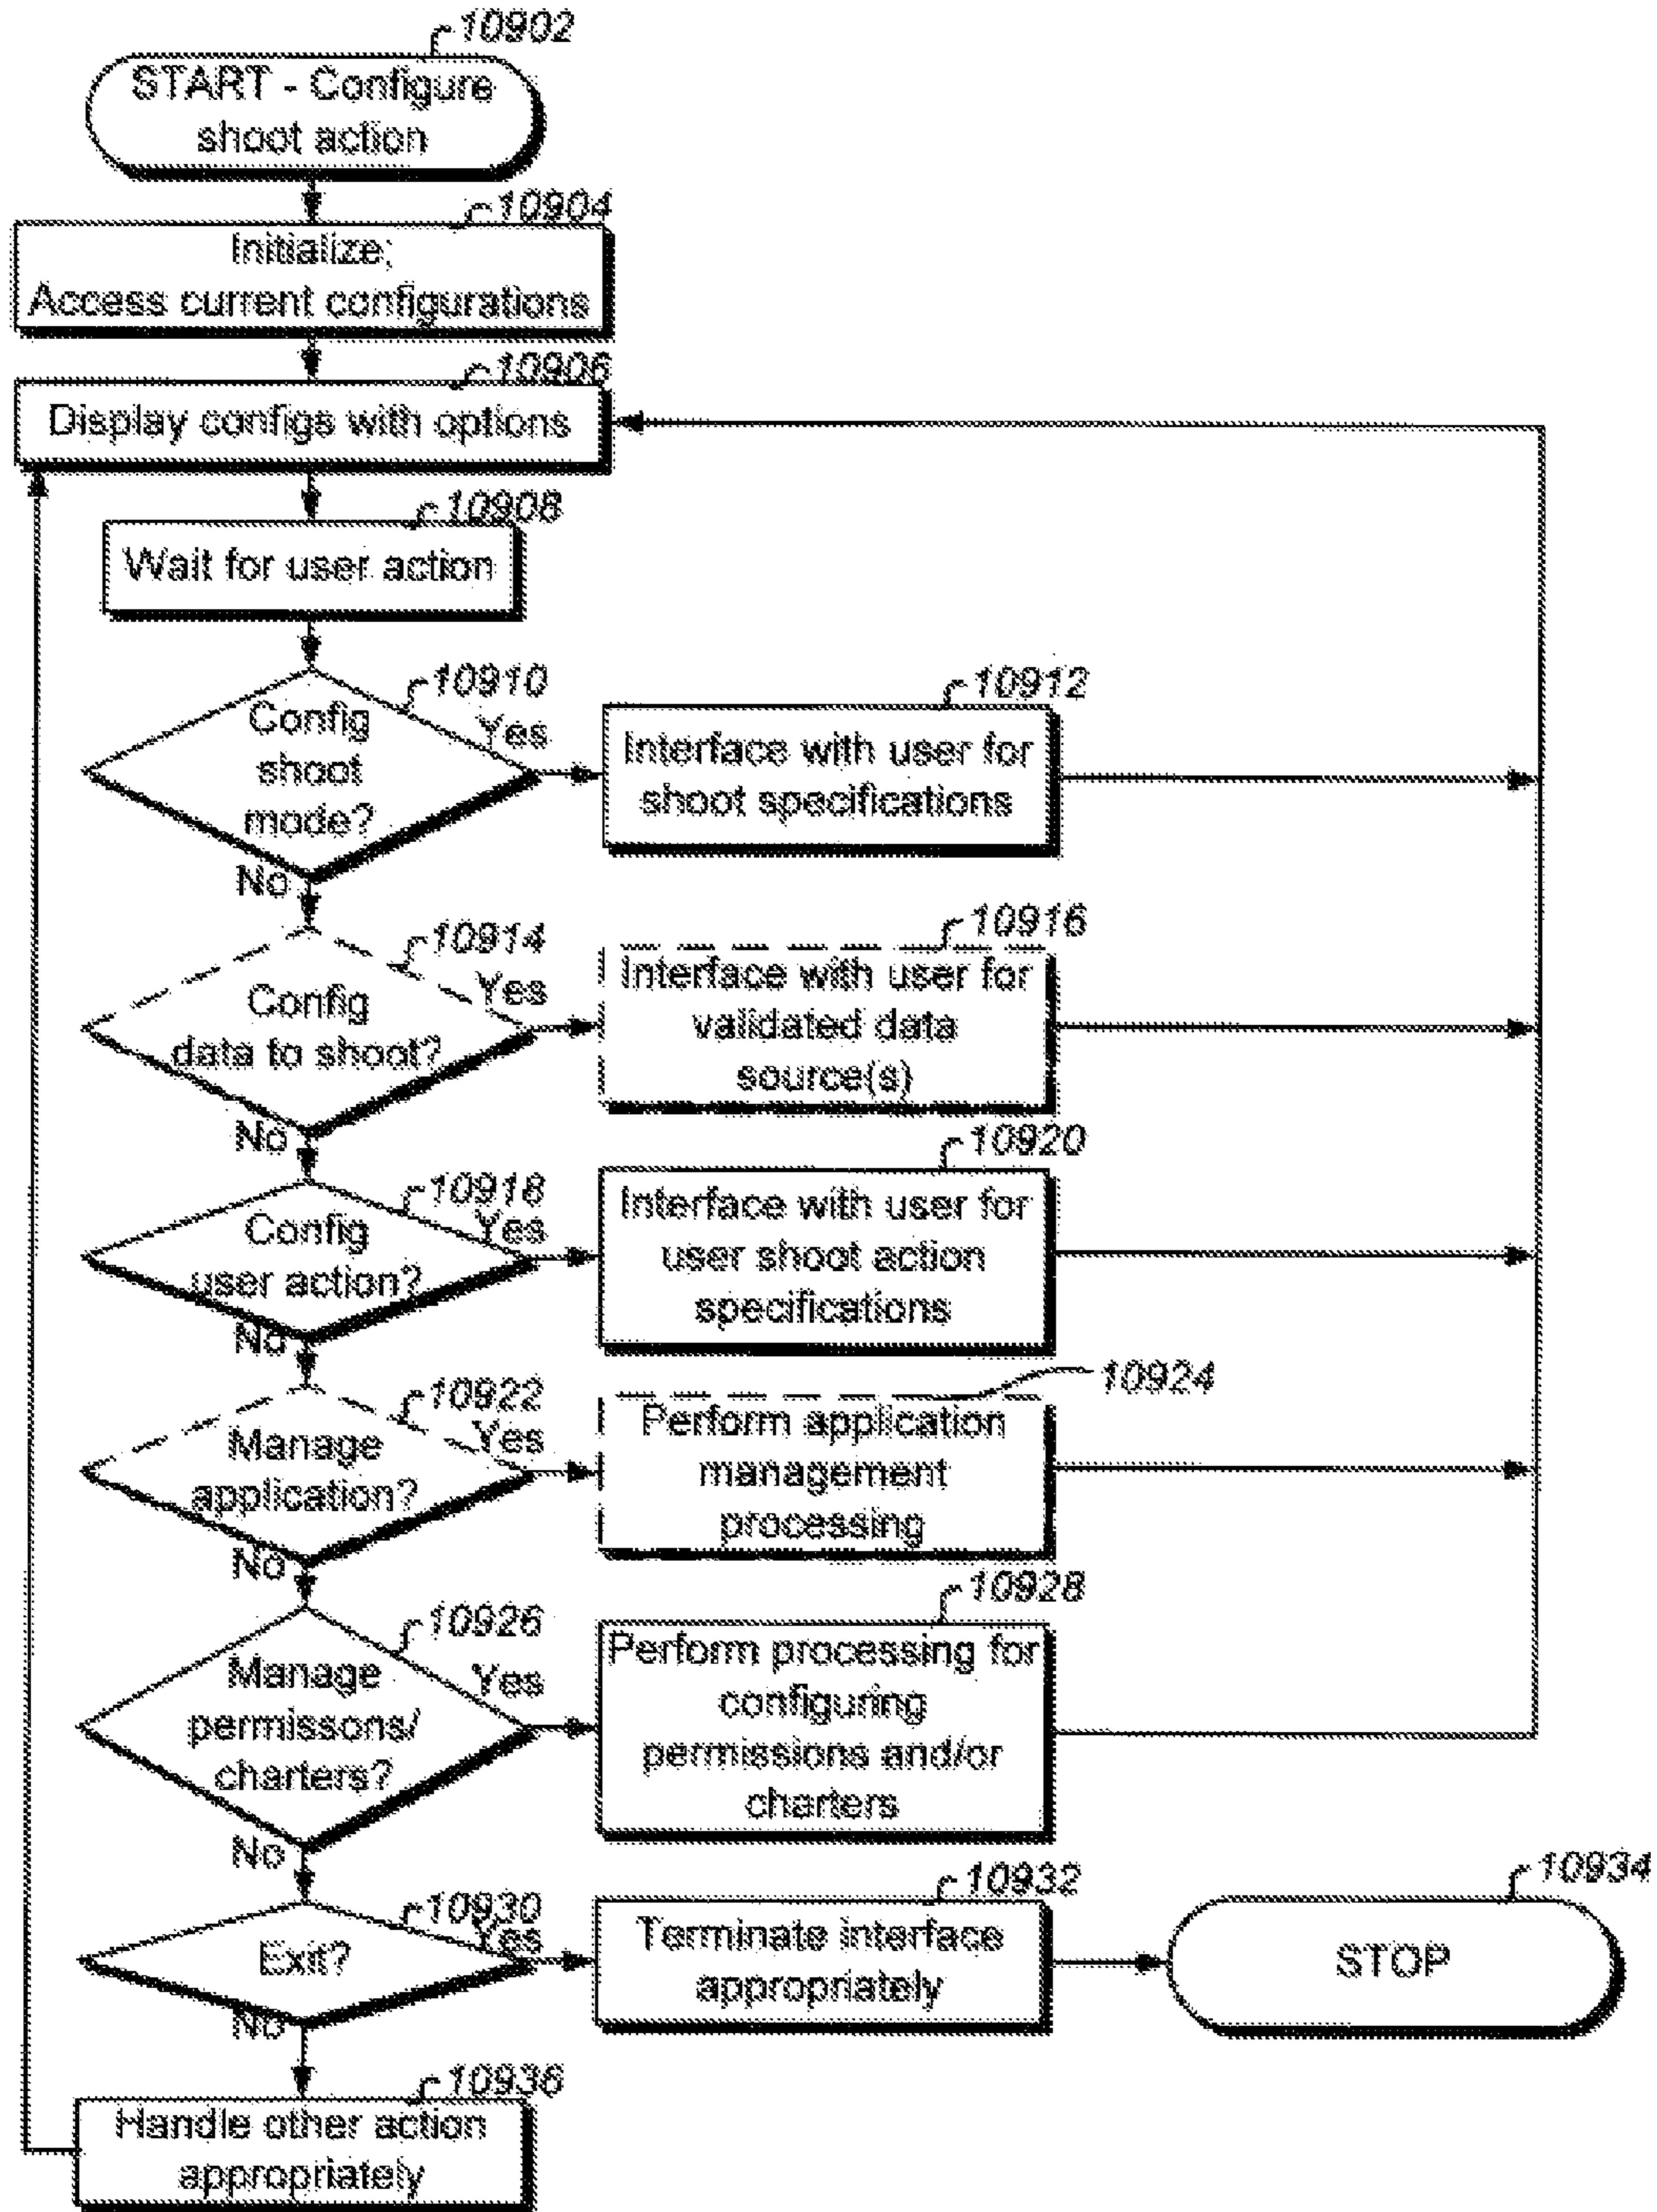 10902
START - Configure
shoot action
10904
Initialize;
Access current configurations
10906
Display configs with options
10908
Wait for user action
10910
Config
shoot
mode?
Yes
No
10912
Interface with user for
shoot specifications
10914
Config
data to shoot?
Yes
No
10916
Interface with user for
validated data
source(s)
10918
Config
user action?
Yes
No
10920
Interface with user for
user shoot action
specifications
10922
Manage
application?
Yes
No
10924
Perform application
management
processing
10926
Manage
permissons/
charters?
Yes
No
10928
Perform processing for
configuring
permissions and/or
charters
10930
Exit?
Yes
No
10932
Terminate interface
appropriately
10934
STOP
10936
Handle other action
appropriately